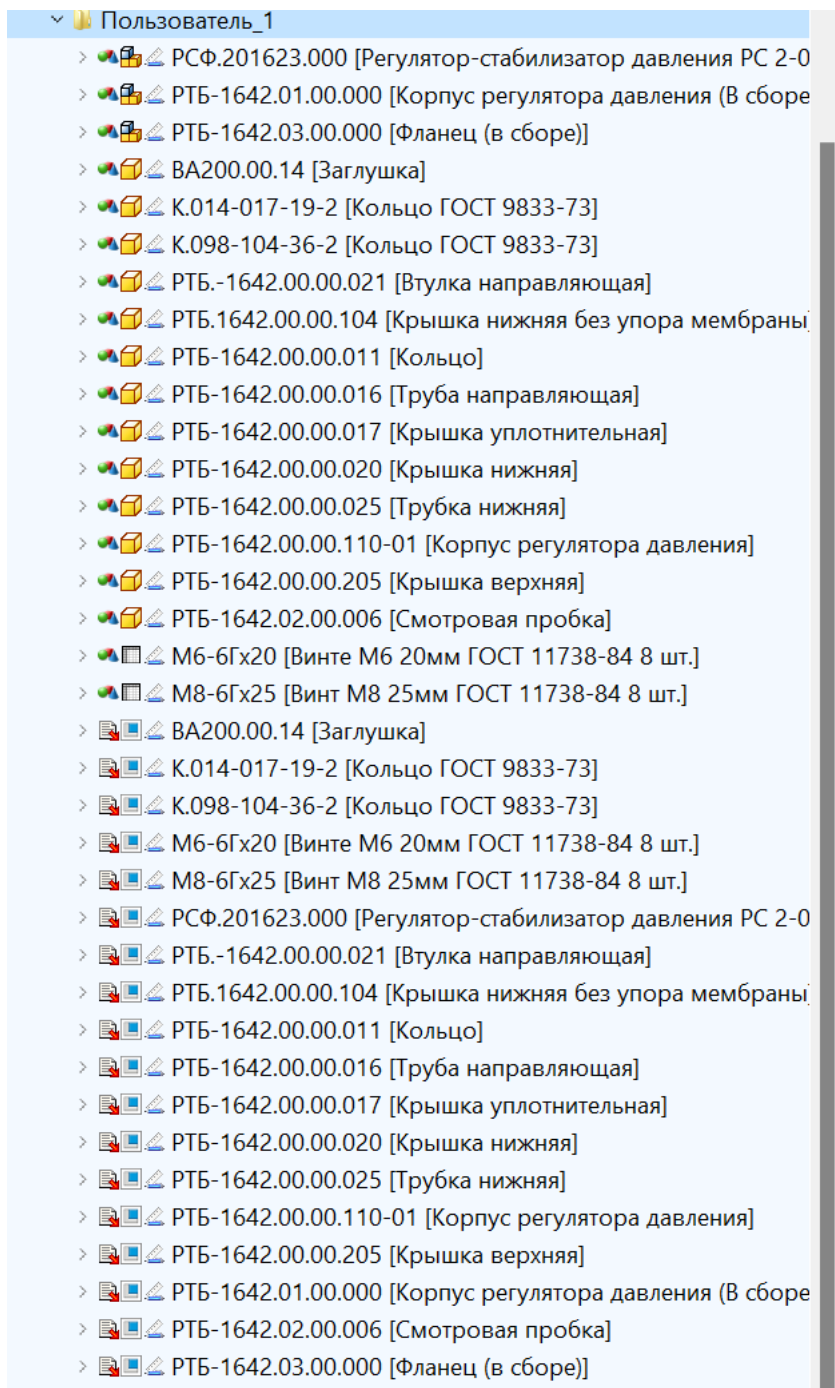 Пользователь_1
РСФ.201623.000 [Регулятор-стабилизатор давления РС 2-0
РТБ-1642.01.00.000 [Корпус регулятора давления (В сборе
РТБ-1642.03.00.000 [Фланец (в сборе)]
ВА200.00.14 [Заглушка]
К.014-017-19-2 [Кольцо ГОСТ 9833-73]
К.098-104-36-2 [Кольцо ГОСТ 9833-73]
РТБ.-1642.00.00.021 [Втулка направляющая]
РТБ.1642.00.00.104 [Крышка нижняя без упора мембраны]
РТБ-1642.00.00.011 [Кольцо]
РТБ-1642.00.00.016 [Труба направляющая]
РТБ-1642.00.00.017 [Крышка уплотнительная]
РТБ-1642.00.00.020 [Крышка нижняя]
РТБ-1642.00.00.025 [Трубка нижняя]
РТБ-1642.00.00.110-01 [Корпус регулятора давления]
РТБ-1642.00.00.205 [Крышка верхняя]
РТБ-1642.02.00.006 [Смотровая пробка]
М6-6Гх20 [Винте М6 20мм ГОСТ 11738-84 8 шт.]
М8-6Гх25 [Винт М8 25мм ГОСТ 11738-84 8 шт.]
ВА200.00.14 [Заглушка]
К.014-017-19-2 [Кольцо ГОСТ 9833-73]
К.098-104-36-2 [Кольцо ГОСТ 9833-73]
М6-6Гх20 [Винте М6 20мм ГОСТ 11738-84 8 шт.]
М8-6Гх25 [Винт М8 25мм ГОСТ 11738-84 8 шт.]
РСФ.201623.000 [Регулятор-стабилизатор давления РС 2-0
РТБ.-1642.00.00.021 [Втулка направляющая]
РТБ.1642.00.00.104 [Крышка нижняя без упора мембраны]
РТБ-1642.00.00.011 [Кольцо]
РТБ-1642.00.00.016 [Труба направляющая]
РТБ-1642.00.00.017 [Крышка уплотнительная]
РТБ-1642.00.00.020 [Крышка нижняя]
РТБ-1642.00.00.025 [Трубка нижняя]
РТБ-1642.00.00.110-01 [Корпус регулятора давления]
РТБ-1642.00.00.205 [Крышка верхняя]
РТБ-1642.01.00.000 [Корпус регулятора давления (В сборе
РТБ-1642.02.00.006 [Смотровая пробка]
РТБ-1642.03.00.000 [Фланец (в сборе)]